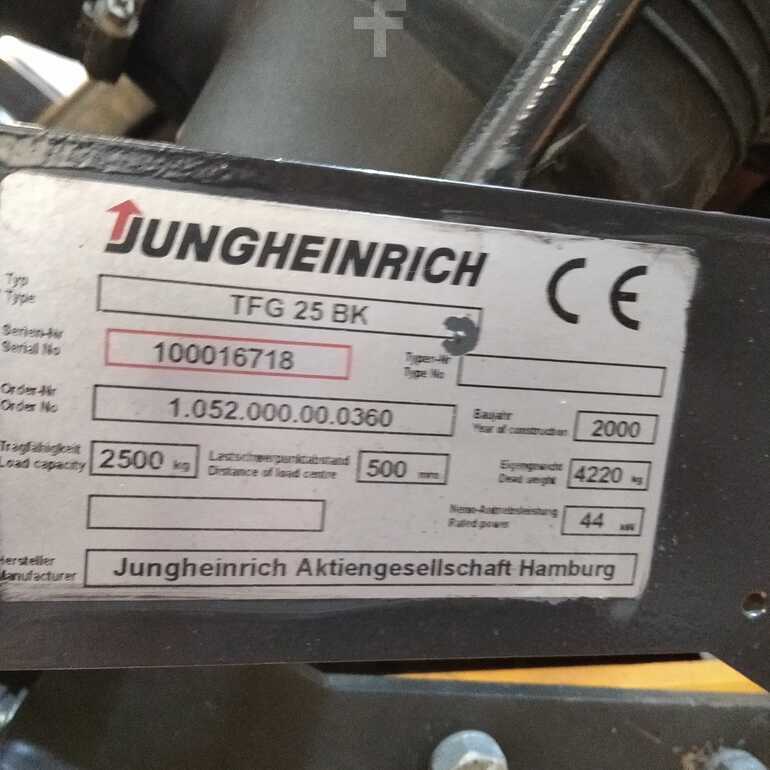 JUNGHEINRICH
CE
Typ
Type
TFG 25 BK
Serien-Nr
Serial No
100016718
Typen-Nr
Type No
Order-Nr
Order No
1.052.000.00.0360
Baujahr
Year of construction
2000
Tragfähigkeit
Load capacity
2500 kg
Lastschwerpunktabstand
Distance of load centre
500 mm
Eigengewicht
Dead weight
4220 kg
Nenn-Antriebsleistung
Rated power
44 kW
Hersteller
Manufacturer
Jungheinrich Aktiengesellschaft Hamburg